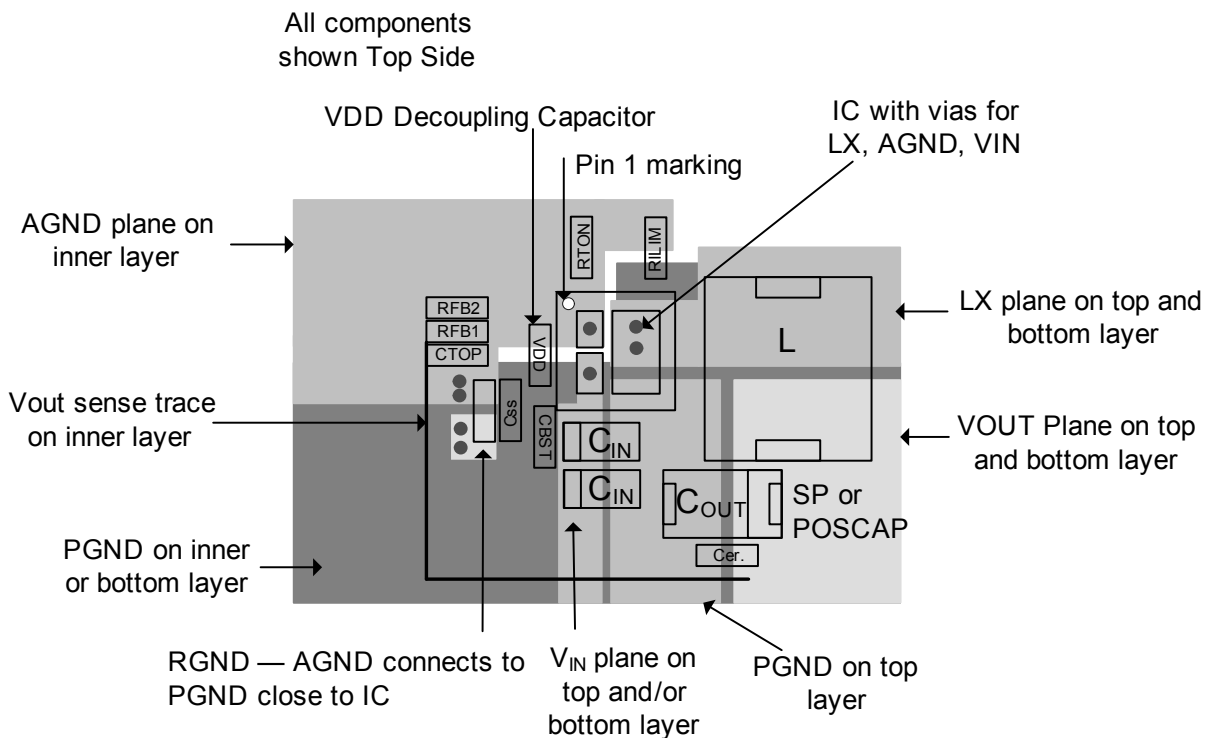 All components
shown Top Side
VDD Decoupling Capacitor
IC with vias for
LX, AGND, VIN
Pin 1 marking
AGND plane on
inner layer
RTON
RILIM
RFB2
RFB1
CTOP
VDD
L
LX plane on top and
bottom layer
Vout sense trace
on inner layer
Css
CBST
CIN
CIN
COUT
SP or
POSCAP
Cer.
VOUT Plane on top
and bottom layer
PGND on inner
or bottom layer
RGND — AGND connects to
PGND close to IC
VIN plane on
top and/or
bottom layer
PGND on top
layer